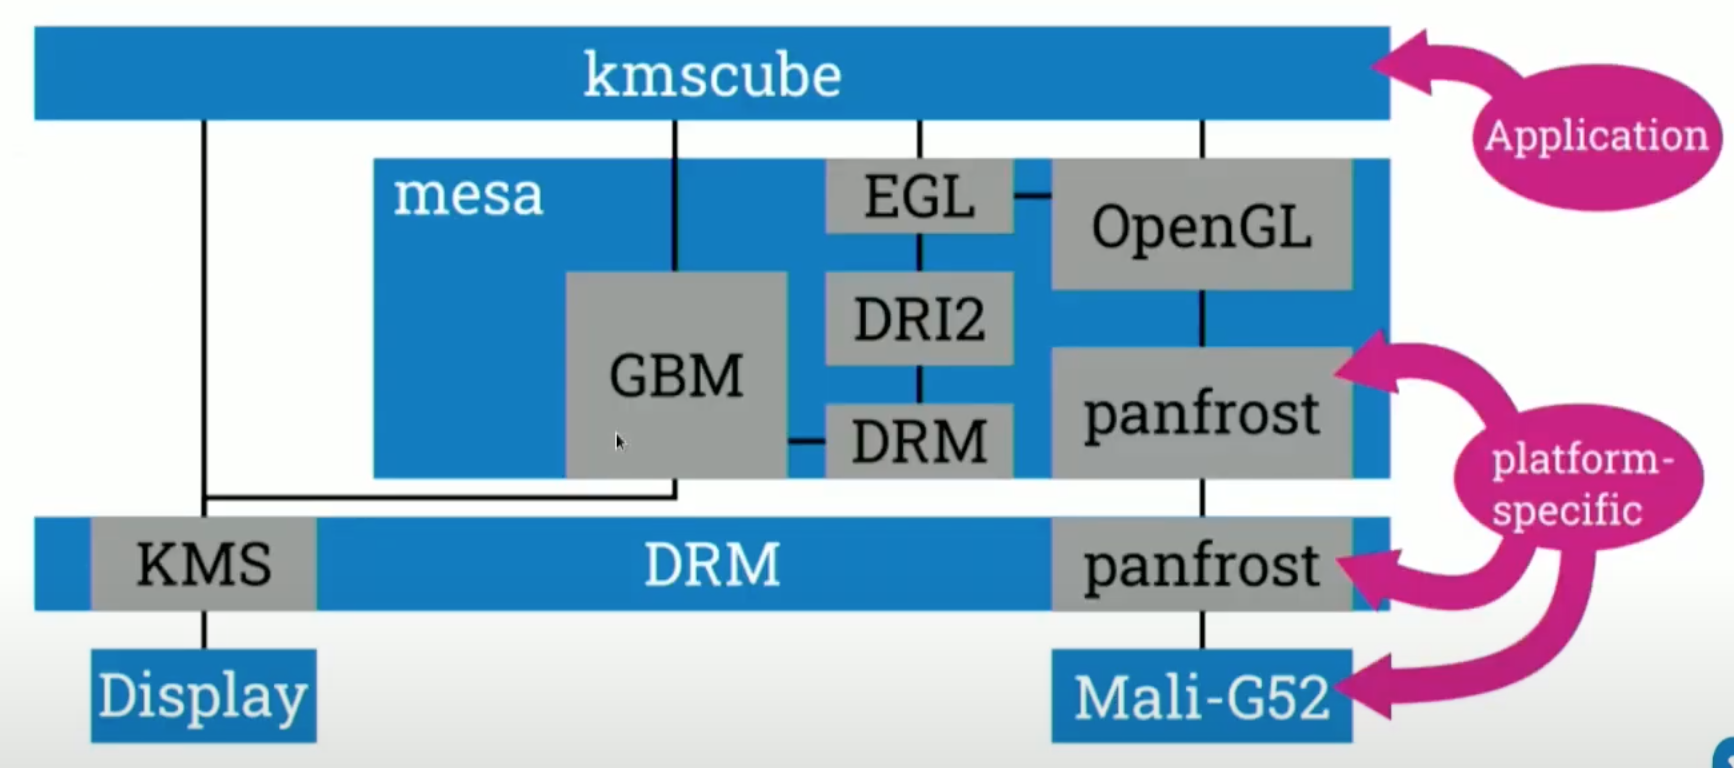 kmscube
Application
mesa
EGL
OpenGL
DRI2
GBM
panfrost
DRM
platform-
specific
KMS
DRM
panfrost
Display
Mali-G52